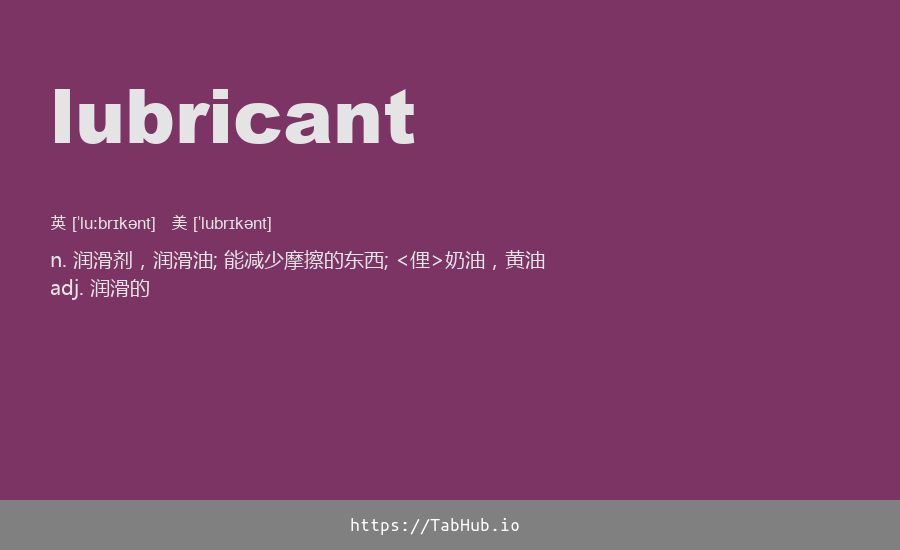 lubricant
英 [ˈluːbrɪkənt] 美 [ˈlubrɪkənt]
n. 润滑剂，润滑油; 能减少摩擦的东西; <俚>奶油，黄油
adj. 润滑的
https://TabHub.io